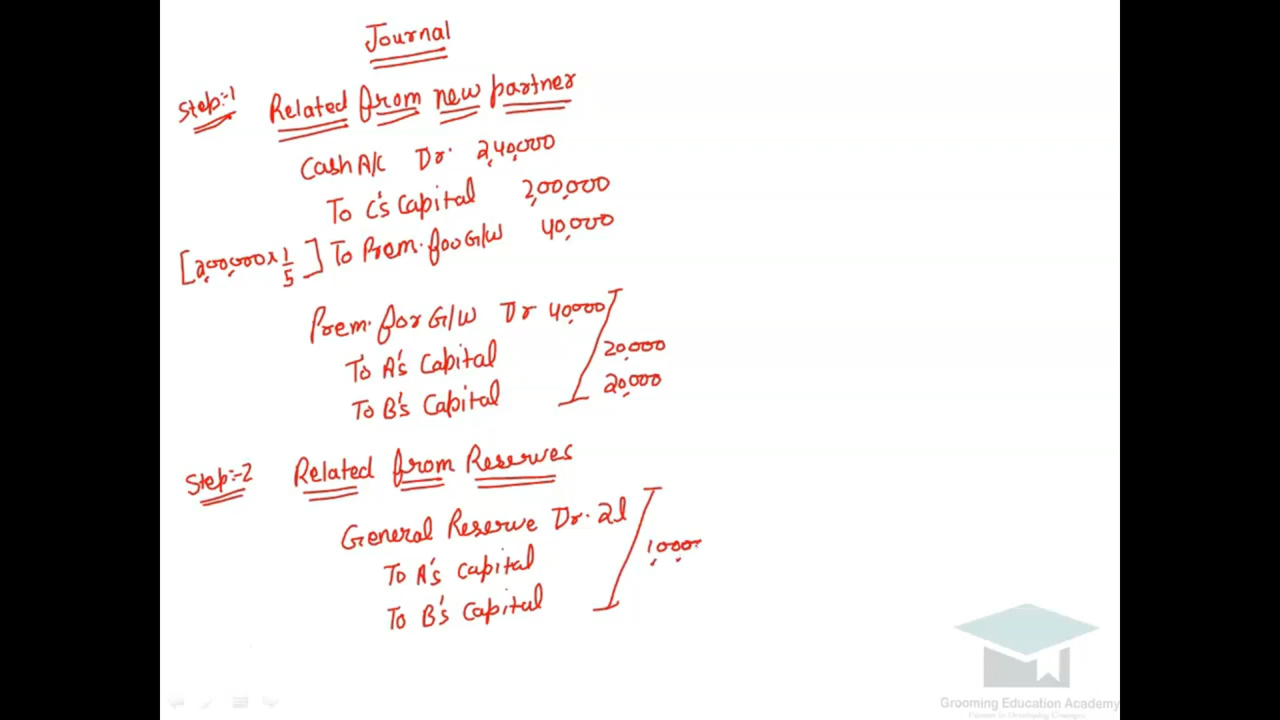 Journal
Step:-1 Related from new partner
Cash A/C Dr. 2,40,000
To C's Capital 2,00,000
[2,00,000 x 1/5] To Prem. for G/W 40,000
Prem. for G/W Dr 40,000
To A's Capital 20,000
To B's Capital 20,000
Step:-2 Related from Reserves
General Reserve Dr. 2l
To A's Capital
To B's Capital
Grooming Education Academy